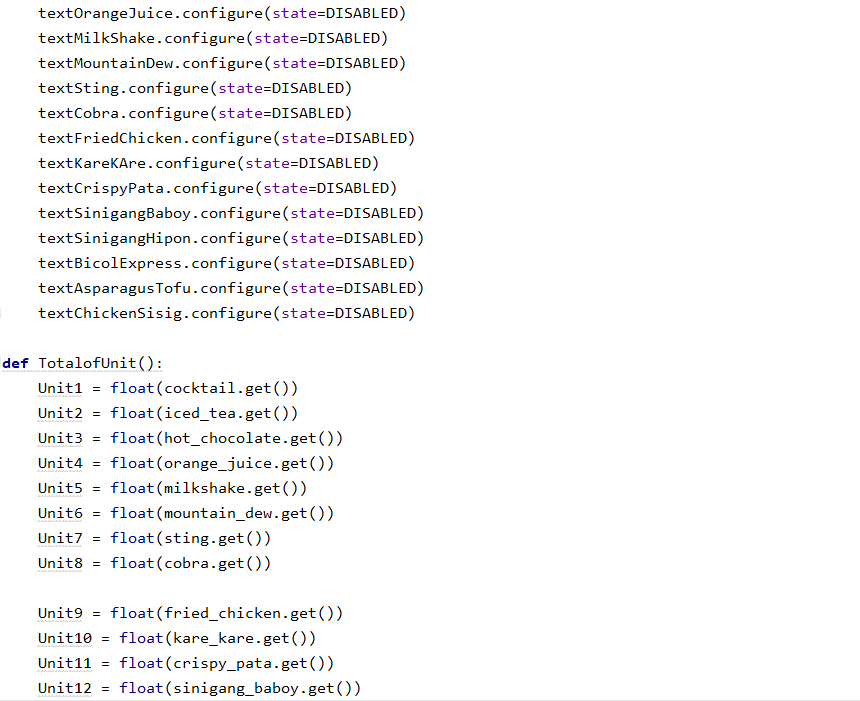 textOrangeJuice.configure(state=DISABLED)
textMilkShake.configure(state=DISABLED)
textMountainDew.configure(state=DISABLED)
textSting.configure(state=DISABLED)
textCobra.configure(state=DISABLED)
textFriedChicken.configure(state=DISABLED)
textKareKAre.configure(state=DISABLED)
textCrispyPata.configure(state=DISABLED)
textSinigangBaboy.configure(state=DISABLED)
textSinigangHipon.configure(state=DISABLED)
textBicolExpress.configure(state=DISABLED)
textAsparagusTofu.configure(state=DISABLED)
textChickenSisig.configure(state=DISABLED)
def TotalofUnit():
Unit1 = float(cocktail.get())
Unit2 = float(iced_tea.get())
Unit3 = float(hot_chocolate.get())
Unit4 = float(orange_juice.get())
Unit5 = float(milkshake.get())
Unit6 = float(mountain_dew.get())
Unit7 = float(sting.get())
Unit8 = float(cobra.get())
Unit9 = float(fried_chicken.get())
Unit10 = float(kare_kare.get())
Unit11 = float(crispy_pata.get())
Unit12 = float(sinigang_baboy.get())